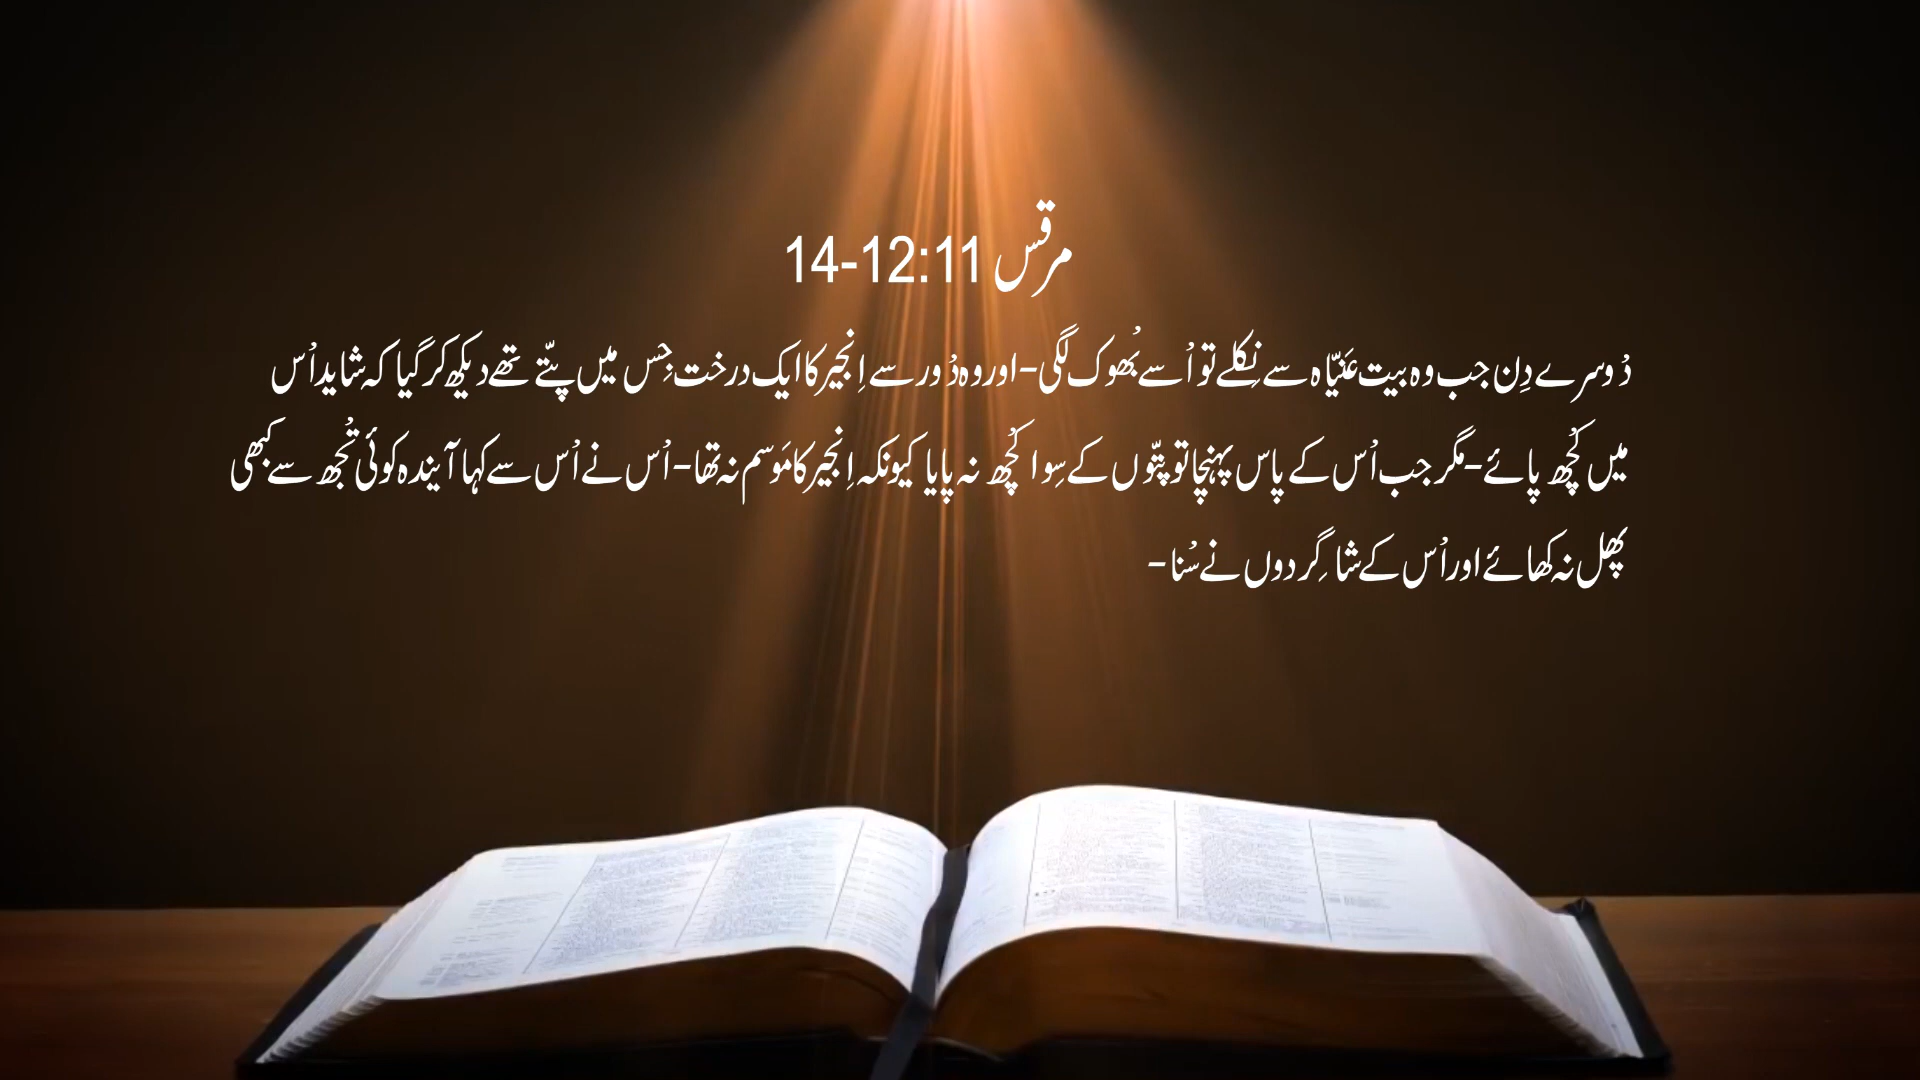 مرقس 11:12-14
دُوسرے دِن جب وہ بیت عَنیّاہ سے نِکلے تو اُسے بُھوک لگی-اور وہ دُور سے اِنجیر کا ایک درخت جِس میں پتّے تھے دیکھ کر گیا کہ شاید اُس
میں کُچھ پائے-مگر جب اُس کے پاس پہنچا تو پتّوں کے سِوا کُچھ نہ پایا کیونکہ اِنجیر کا مَوسم نہ تھا-اُس نے اُس سے کہا آیندہ کوئی تُجھ سے کبھی
پھل نہ کھائے اور اُس کے شاگِردوں نے سُنا-